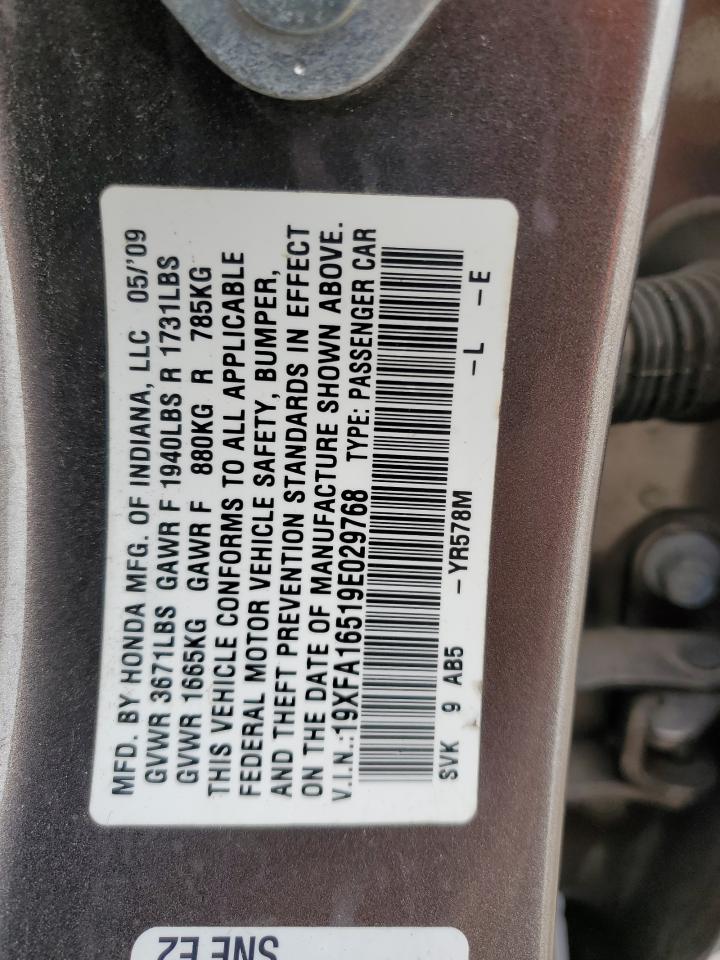 MFD. BY HONDA MFG. OF INDIANA, LLC 05/'09
GVWR 3671LBS GAWR F 1940LBS R 1731LBS
GVWR 1665KG GAWR F 880KG R 785KG
THIS VEHICLE CONFORMS TO ALL APPLICABLE
FEDERAL MOTOR VEHICLE SAFETY, BUMPER,
AND THEFT PREVENTION STANDARDS IN EFFECT
ON THE DATE OF MANUFACTURE SHOWN ABOVE.
V.I.N.:19XFA16519E029768 TYPE: PASSENGER CAR
SVK 9 AB5 -YR578M -L -E
SNE E2